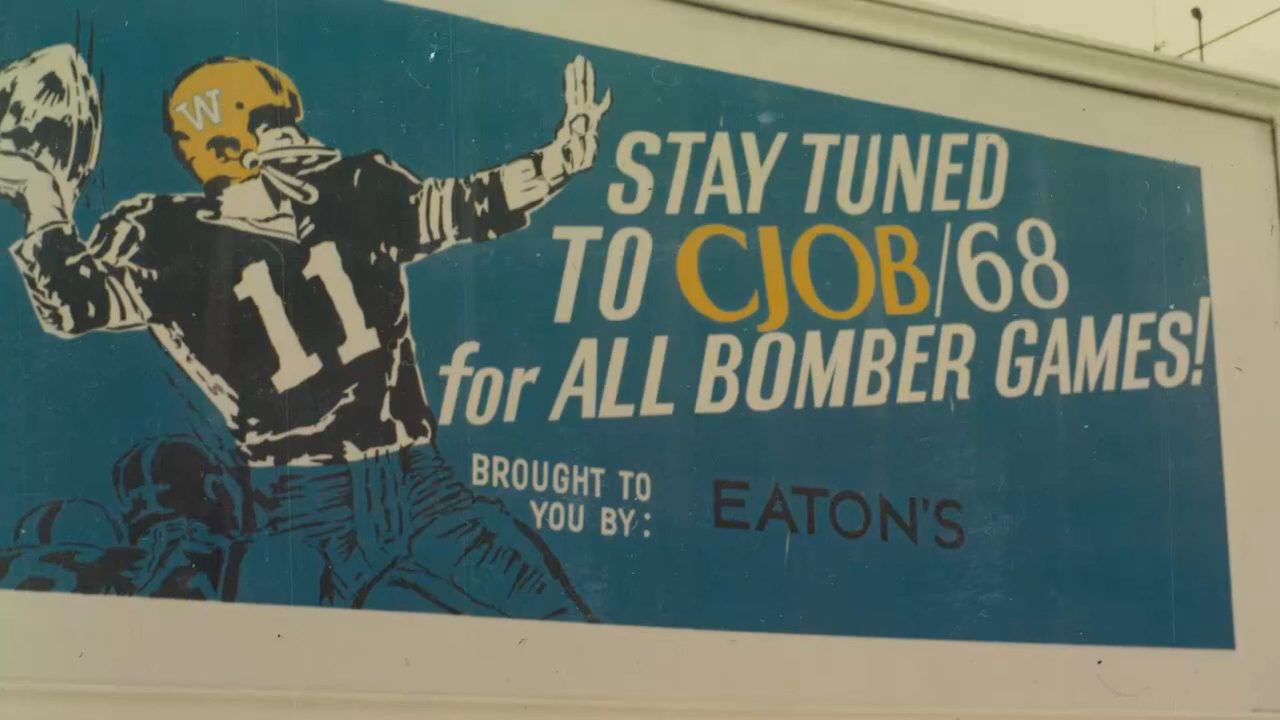 W
11
STAY TUNED
TO CJOB/68
for ALL BOMBER GAMES!
BROUGHT TO
YOU BY:
EATON'S